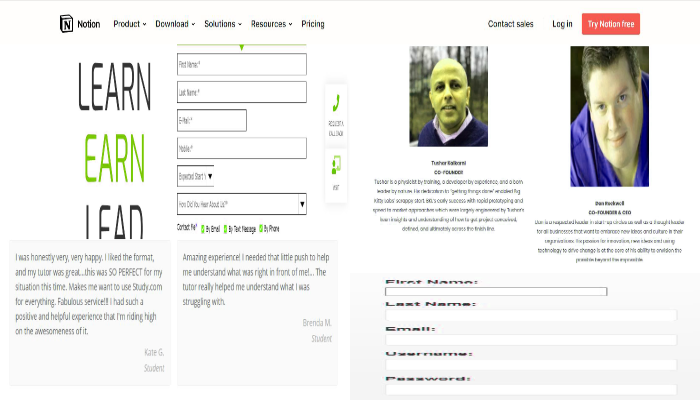 Notion Product Download Solutions Resources Pricing Contact sales Log in Try Notion free
LEARN
EARN
LEAD
First Name:*
Last Name:*
E-Mail:*
Mobile:*
Expected Start
How Did You Hear About Us?*
Contact Me* By Email By Text Message By Phone
REQUEST A
CALL BACK
VISIT
I was honestly very, very happy. I liked the format,
and my tutor was great...this was SO PERFECT for my
situation this time. Makes me want to use Study.com
for everything. Fabulous service!!! I had such a
positive and helpful experience that I'm riding high
on the awesomeness of it.
Kate G.
Student
Amazing experience! I needed that little push to help
me understand what was right in front of me!... The
tutor really helped me understand what I was
struggling with.
Brenda M.
Student
Tushar Kulkarni
CO-FOUNDER
Tushar is a physicist by training, a developer by experience, and a born
leader by nature. His dedication to "getting things done" enabled Big
Kitty Labs' scrappy start. BKL's early success with rapid prototyping and
speed to market approaches which were largely engineered by Tushar's
keen insights and understanding of how to get project conceived,
defined, and ultimately across the finish line.
Dan Rockwell
CO-FOUNDER & CEO
Dan is a respected leader in start-up circles as well as a thought leader
for all businesses that want to embrace new ideas and culture in their
organizations. His passion for innovation, new ideas and using
technology to drive change is at the core of his ability to envision the
possible beyond the impossible.
First Name:
Last Name:
Email:
Username:
Password: